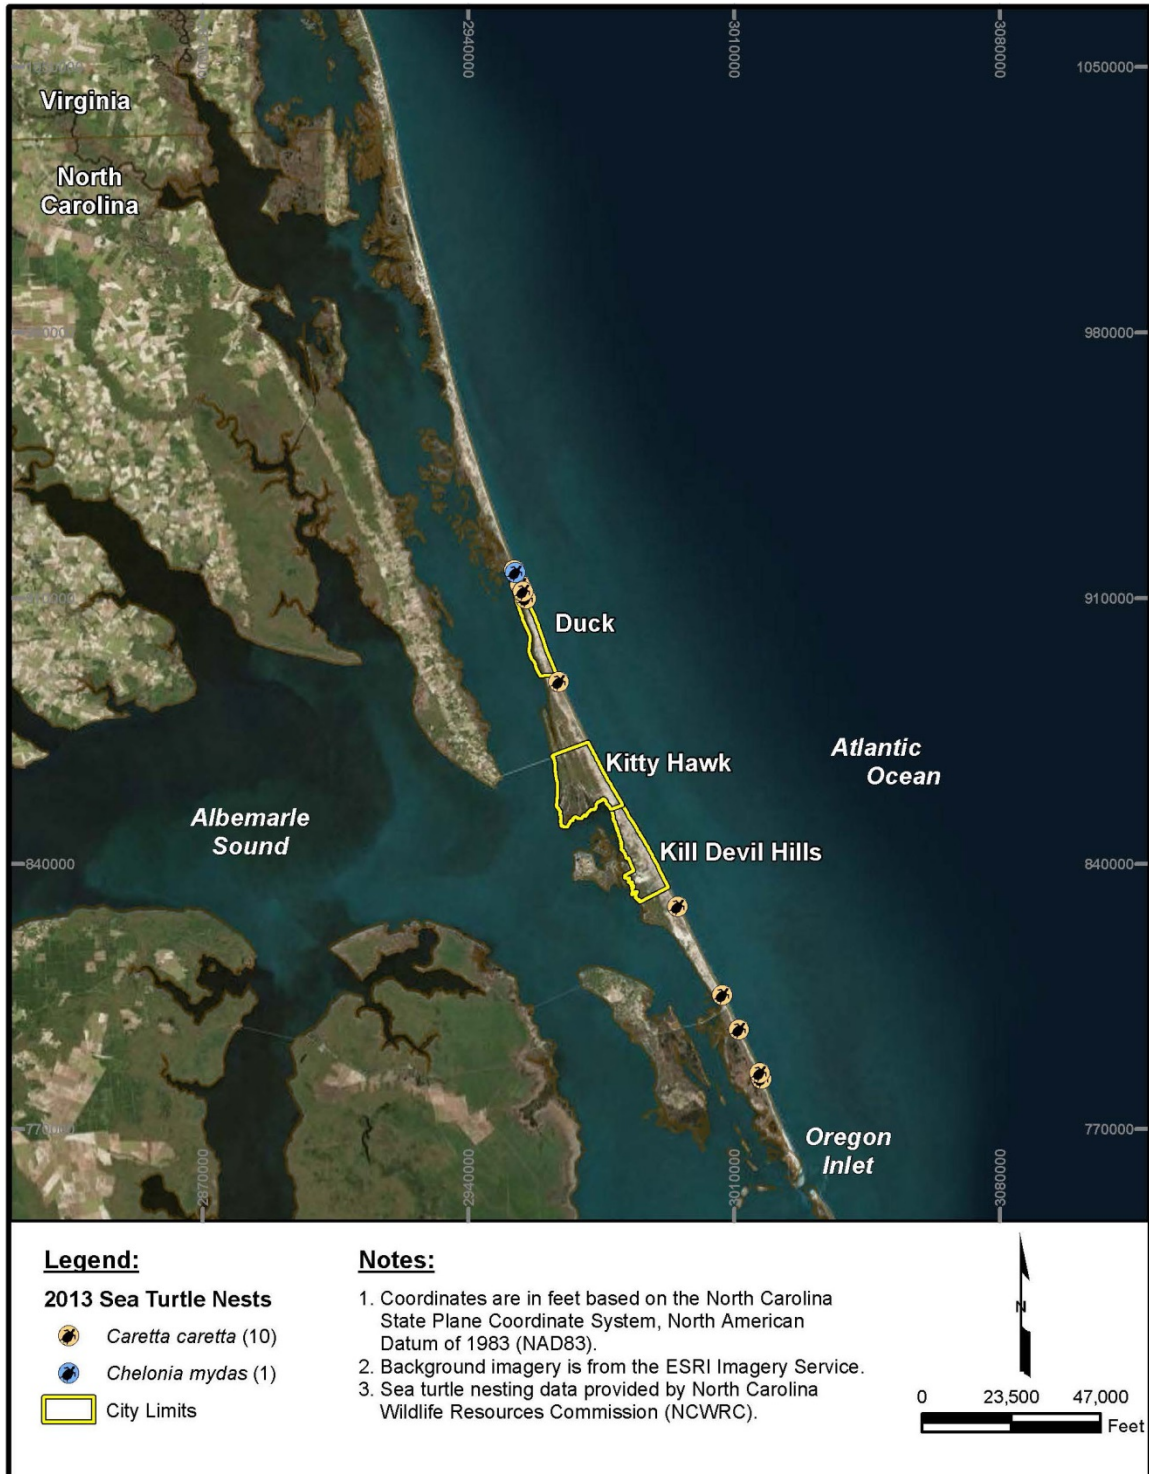 2940000
3010000
3080000
1050000
Virginia
North
Carolina
980000
910000
Duck
Kitty Hawk
Atlantic
Ocean
Albemarle
Sound
Kill Devil Hills
840000
840000
770000
770000
Oregon
Inlet
2870000
2940000
3010000
3080000
Legend:
2013 Sea Turtle Nests
Caretta caretta (10)
Chelonia mydas (1)
City Limits
Notes:
1. Coordinates are in feet based on the North Carolina
State Plane Coordinate System, North American
Datum of 1983 (NAD83).
2. Background imagery is from the ESRI Imagery Service.
3. Sea turtle nesting data provided by North Carolina
Wildlife Resources Commission (NCWRC).
N
0 23,500 47,000
Feet